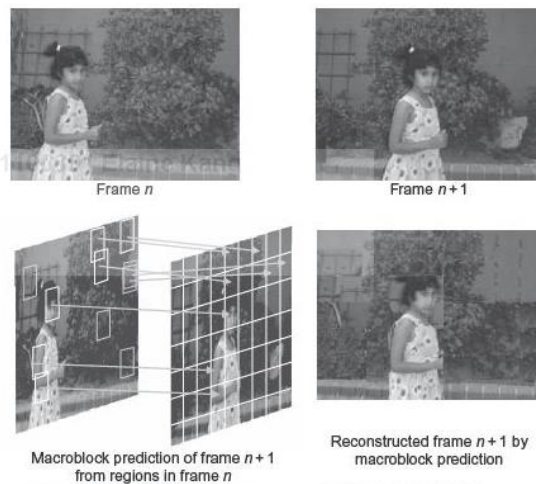 Frame n
Frame n + 1
Macroblock prediction of frame n + 1
from regions in frame n
Reconstructed frame n + 1 by
macroblock prediction